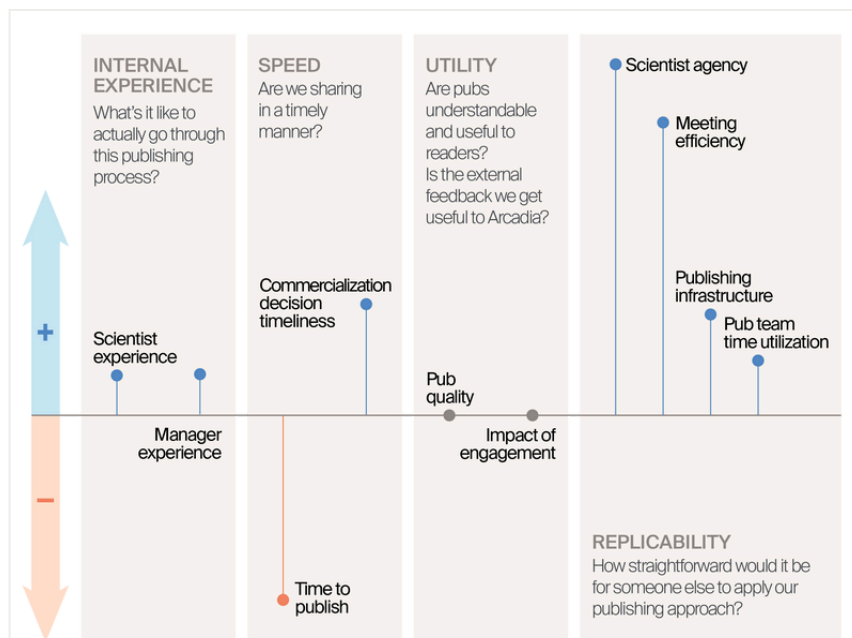 INTERNAL
EXPERIENCE
What's it like to
actually go through
this publishing
process?
SPEED
Are we sharing
in a timely
manner?
UTILITY
Are pubs
understandable
and useful to
readers?
Is the external
feedback we get
useful to Arcadia?
Scientist agency
Meeting
efficiency
Publishing
infrastructure
Pub team
time utilization
Commercialization
decision
timeliness
+
Scientist
experience
Manager
experience
Pub
quality
Impact of
engagement
−
Time to
publish
REPLICABILITY
How straightforward would it be
for someone else to apply our
publishing approach?